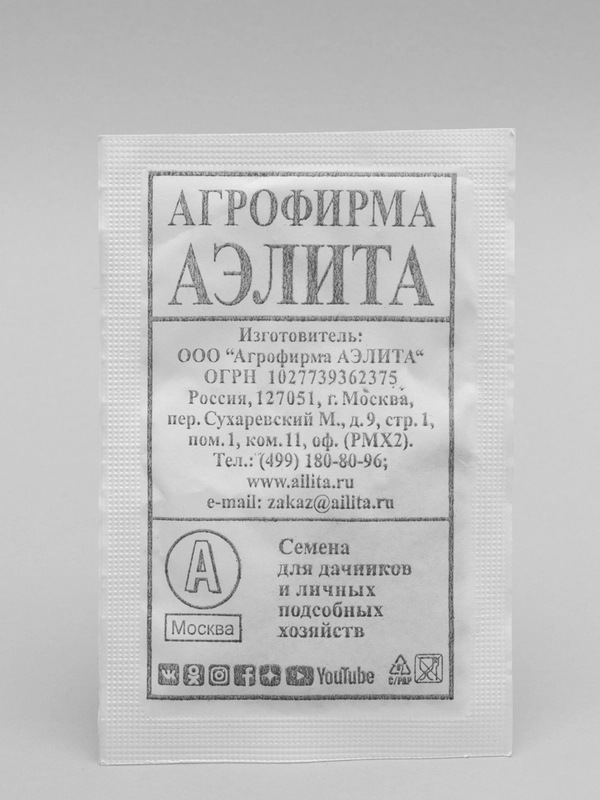 АГРОФИРМА
АЭЛИТА
Изготовитель:
ООО “Агрофирма АЭЛИТА“
ОГРН 1027739362375
Россия, 127051, г. Москва,
пер. Сухаревский М., д. 9, стр. 1,
пом. 1, ком. 11, оф. (РМХ2).
Тел.: (499) 180-80-96;
www.ailita.ru
e-mail: zakaz@ailita.ru
А
Москва
Семена
для дачников
и личных
подсобных
хозяйств
YouTube
C/PAP